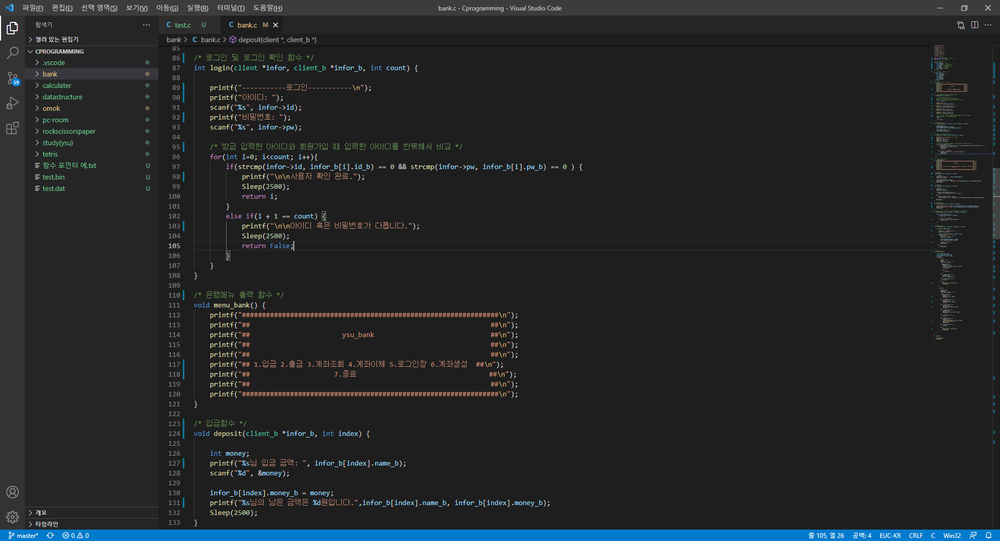 파일(F) 편집(E) 선택 영역(S) 보기(V) 이동(G) 실행(R) 터미널(T) 도움말(H)
bank.c - Cprogramming - Visual Studio Code
탐색기
열려 있는 편집기
CPROGRAMMING
.vscode
bank
calculater
datastructure
omok
pc-room
rockscissorspaper
study(ysu)
tetris
함수 포인터 예.txt U
test.bin U
test.dat U
개요
타임라인
59
C test.c U
C bank.c M
bank > C bank.c > deposit(client *, client_b *)
85
86 /* 로그인 및 로그인 확인 함수 */
87 int login(client *infor, client_b *infor_b, int count) {
88
89 printf("-----------로그인-----------\n");
90 printf("아이디: ");
91 scanf("%s", infor->id);
92 printf("비밀번호: ");
93 scanf("%s", infor->pw);
94
95 /* 방금 입력한 아이디와 회원가입 때 입력한 아이디를 반복해서 비교 */
96 for(int i=0; i<count; i++){
97 if(strcmp(infor->id, infor_b[i].id_b) == 0 && strcmp(infor->pw, infor_b[i].pw_b) == 0 ) {
98 printf("\n\n사용자 확인 완료.");
99 Sleep(2500);
100 return i;
101 }
102 else if(i + 1 == count) {
103 printf("\n\n아이디 혹은 비밀번호가 다릅니다.");
104 Sleep(2500);
105 return False;
106 }
107 }
108 }
109
110 /* 은행메뉴 출력 함수 */
111 void menu_bank() {
112 printf("################################################################\n");
113 printf("##                                                            ##\n");
114 printf("##                       ysu_bank                             ##\n");
115 printf("##                                                            ##\n");
116 printf("##                                                            ##\n");
117 printf("## 1.입금 2.출금 3.계좌조회 4.계좌이체 5.로그인창 6.계좌생성  ##\n");
118 printf("##                     7.종료                                 ##\n");
119 printf("##                                                            ##\n");
120 printf("################################################################\n");
121 }
122
123 /* 입금함수 */
124 void deposit(client_b *infor_b, int index) {
125
126 int money;
127 printf("%s님 입금 금액: ", infor_b[index].name_b);
128 scanf("%d", &money);
129
130 infor_b[index].money_b = money;
131 printf("%s님의 남은 금액은 %d원입니다.",infor_b[index].name_b, infor_b[index].money_b);
132 Sleep(2500);
133 }
master* 0 0
줄 105, 열 26 공백: 4 EUC-KR CRLF C Win32